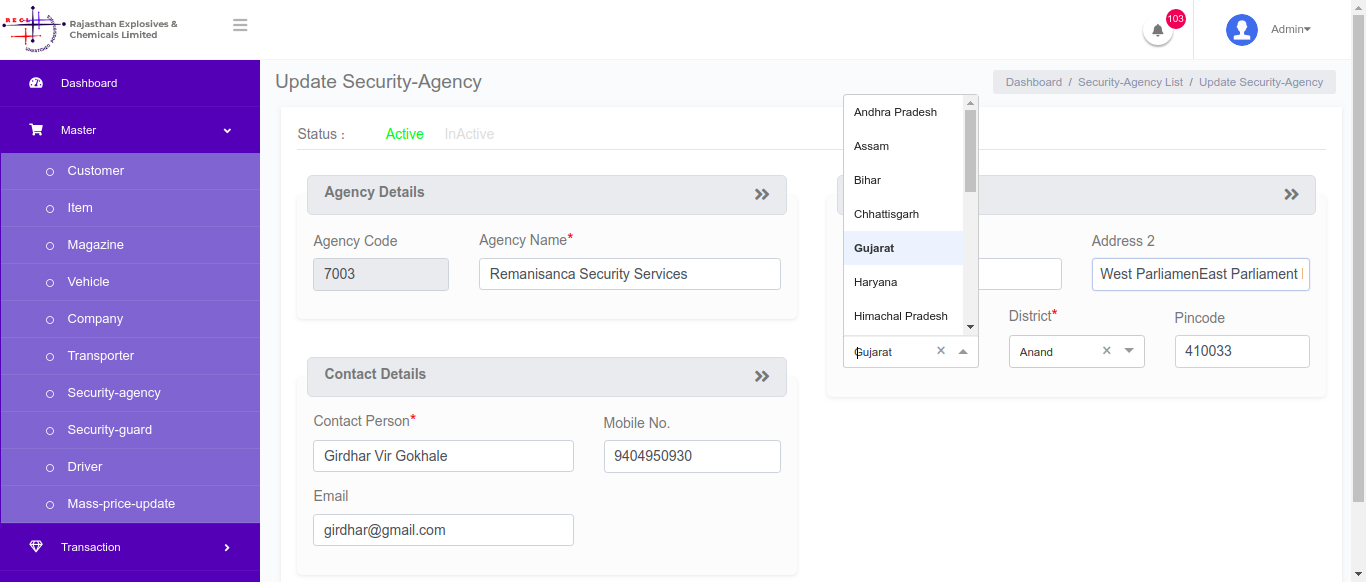 RECL
Rajasthan Explosives &
Chemicals Limited
103
Admin
Dashboard
Master
Customer
Item
Magazine
Vehicle
Company
Transporter
Security-agency
Security-guard
Driver
Mass-price-update
Transaction
Update Security-Agency
Dashboard / Security-Agency List / Update Security-Agency
Status : Active InActive
Agency Details
Agency Code
7003
Agency Name*
Remanisanca Security Services
Contact Details
Contact Person*
Girdhar Vir Gokhale
Mobile No.
9404950930
Email
girdhar@gmail.com
Andhra Pradesh
Assam
Bihar
Chhattisgarh
Gujarat
Haryana
Himachal Pradesh
Gujarat
Address 2
West ParliamenEast Parliament
District*
Anand
Pincode
410033